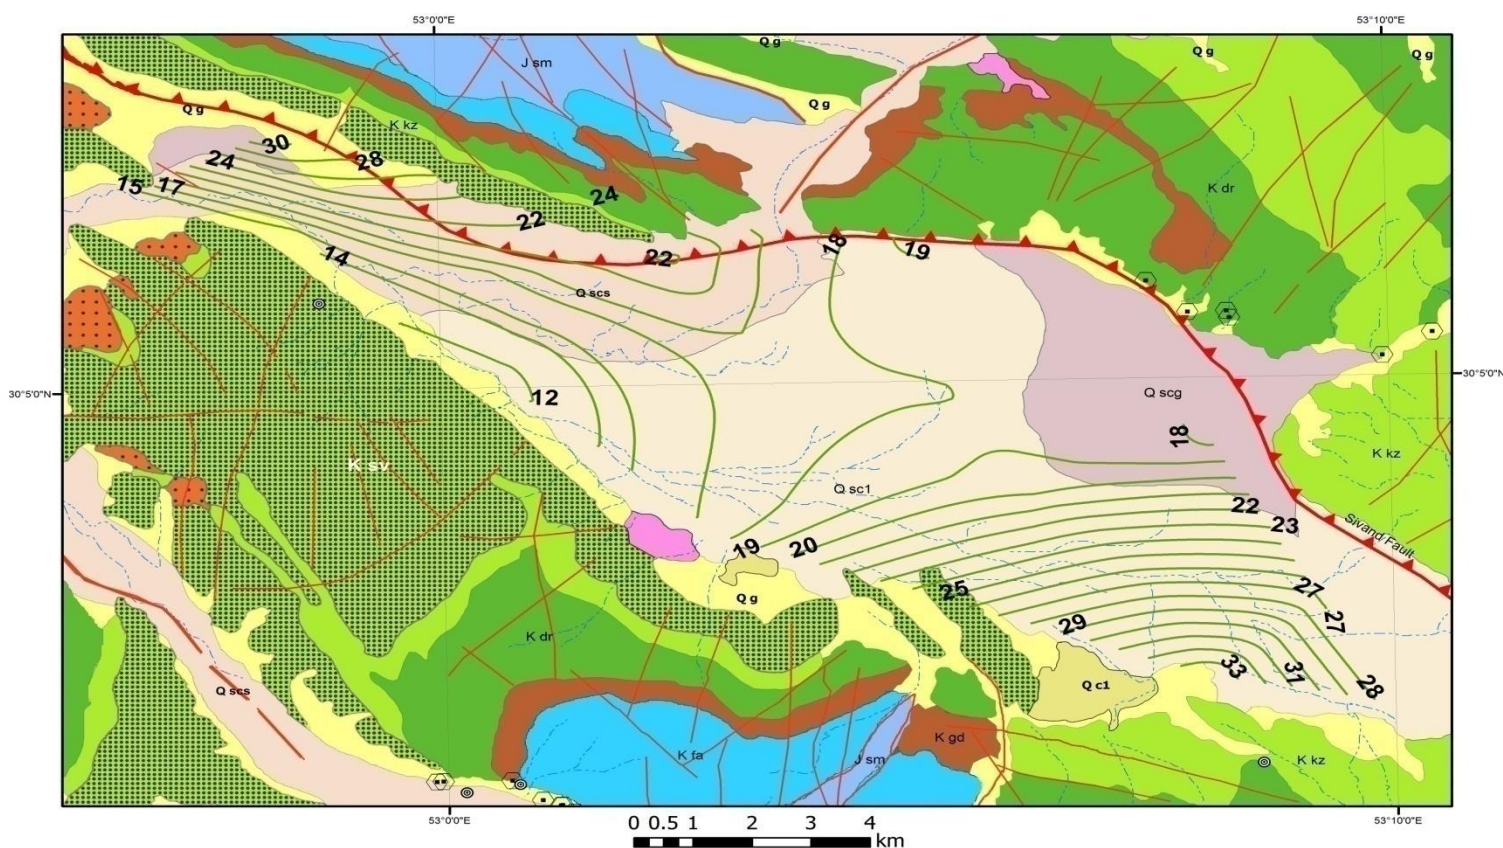 53°0'0"E
53°10'0"E
Q g
Q g
Q g
J sm
Q g
Q g
K kz
30
28
24
15
17
K dr
24
22
18
19
14
22
Q scs
30°5'0"N
30°5'0"N
12
Q scg
18
K kz
K sv
Q sc1
22
23
Sivand Fault
19
20
25
27
Q g
29
27
K dr
33
31
28
Q c1
Q scs
K gd
K fa
J sm
K kz
53°0'0"E
53°10'0"E
0 0.5 1 2 3 4
km